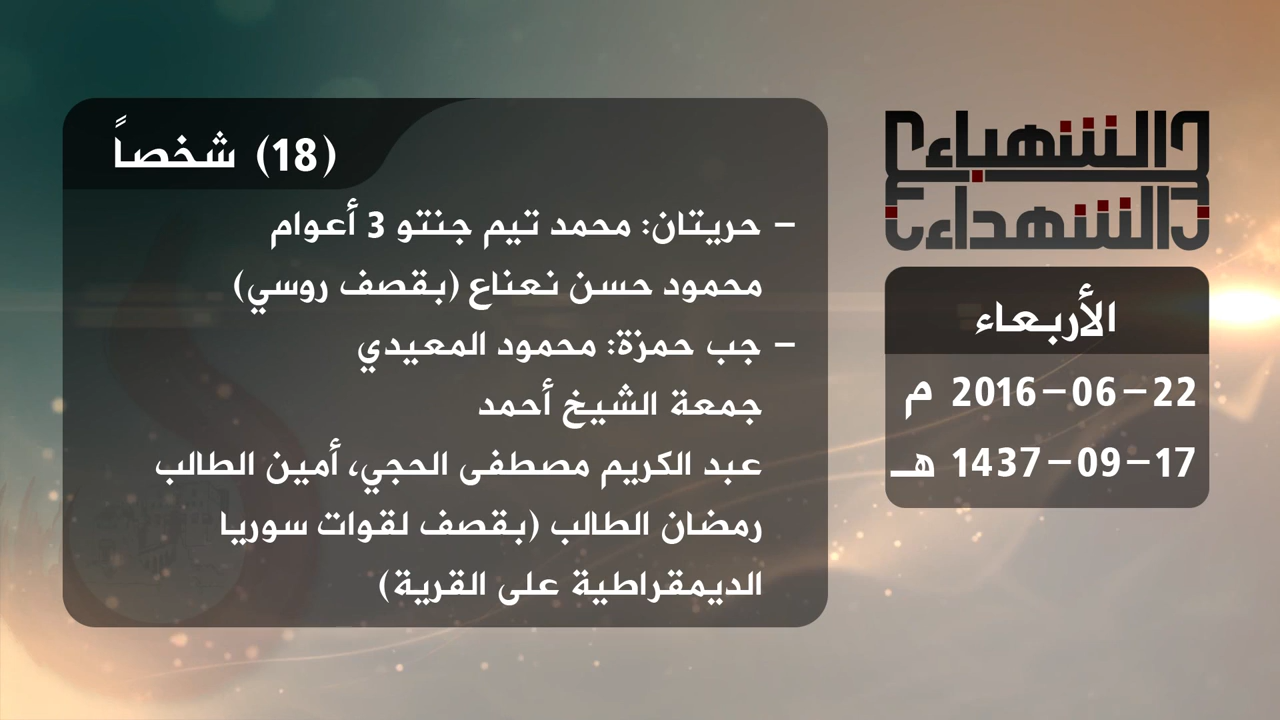 الشهباء
الشهداء
الأربعاء
22-06-2016 م
17-09-1437 هـ
(18) شخصاً
- حريتان: محمد تيم جنتو 3 أعوام
محمود حسن نعناع (بقصف روسي)
- جب حمزة: محمود المعيدي
جمعة الشيخ أحمد
عبد الكريم مصطفى الحجي، أمين الطالب
رمضان الطالب (بقصف لقوات سوريا
الديمقراطية على القرية)